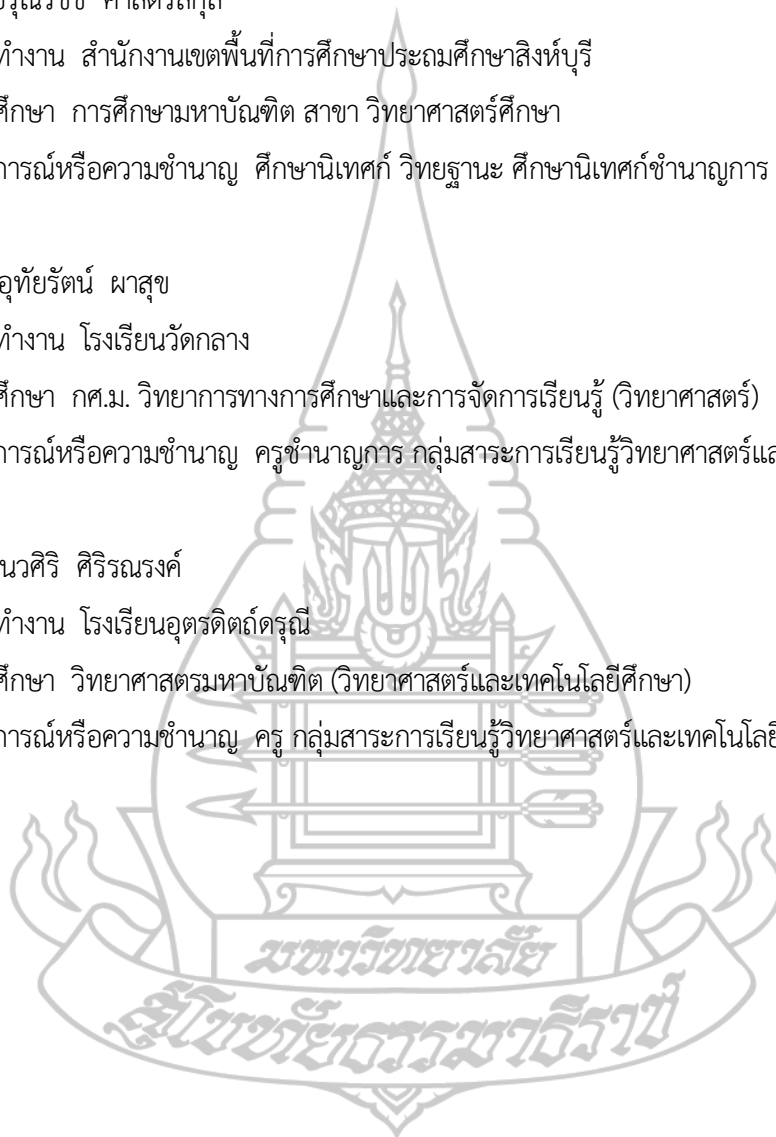 ศาสตร์สกุล
ทำงาน สำนักงานเขตพื้นที่การศึกษาประถมศึกษาสิงห์บุรี
ศึกษา การศึกษามหาบัณฑิต สาขา วิทยาศาสตร์ศึกษา
การณ์หรือความชำนาญ ศึกษานิเทศก์ วิทยฐานะ ศึกษานิเทศก์ชำนาญการ
อุทัยรัตน์ ผาสุข
ทำงาน โรงเรียนวัดกลาง
ศึกษา กศ.ม. วิทยาการทางการศึกษาและการจัดการเรียนรู้ (วิทยาศาสตร์)
การณ์หรือความชำนาญ ครูชำนาญการ กลุ่มสาระการเรียนรู้วิทยาศาสตร์และ
นวศิริ ศิริรณรงค์
ทำงาน โรงเรียนอุตรดิตถ์ดรุณี
ศึกษา วิทยาศาสตรมหาบัณฑิต (วิทยาศาสตร์และเทคโนโลยีศึกษา)
การณ์หรือความชำนาญ ครู กลุ่มสาระการเรียนรู้วิทยาศาสตร์และเทคโนโลยี
มหาวิทยาลัย
สุโขทัยธรรมาธิราช